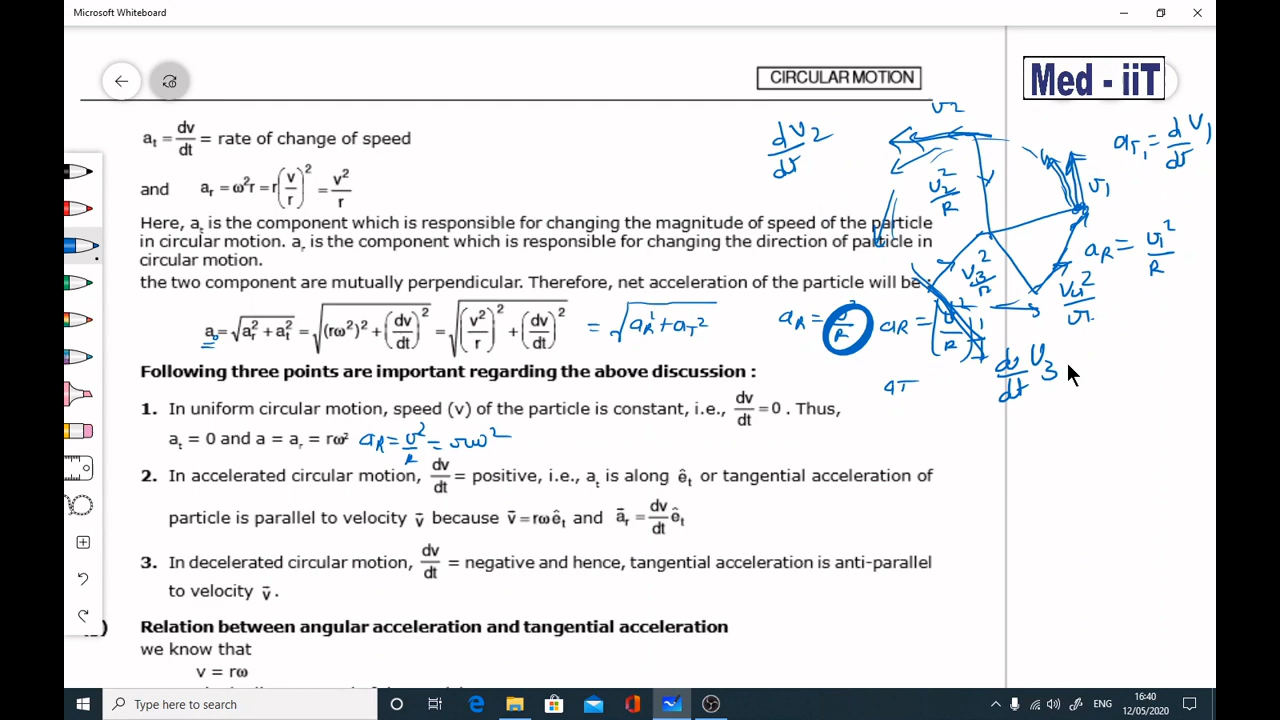 Microsoft Whiteboard
CIRCULAR MOTION
Med - iiT
a_t = dv/dt = rate of change of speed
and a_r = ω²r = r(v/r)² = v²/r
Here, a_t is the component which is responsible for changing the magnitude of speed of the particle
in circular motion. a_r is the component which is responsible for changing the direction of particle in
circular motion.
the two component are mutually perpendicular. Therefore, net acceleration of the particle will be
a = √(a_r² + a_t²) = √((rω²)² + (dv/dt)²) = √((v²/r)² + (dv/dt)²)
Following three points are important regarding the above discussion :
1. In uniform circular motion, speed (v) of the particle is constant, i.e., dv/dt = 0 . Thus,
a_t = 0 and a = a_r = rω² a_R = v²/R = rω²
2. In accelerated circular motion, dv/dt = positive, i.e., a_t is along ê_t or tangential acceleration of
particle is parallel to velocity v̄ because v̄ = rω ê_t and ā_r = dv/dt ê_t
3. In decelerated circular motion, dv/dt = negative and hence, tangential acceleration is anti-parallel
to velocity v̄ .
Relation between angular acceleration and tangential acceleration
we know that
v = rω
v2
dv2/dt
v2²/R
a_T1 = dv1/dt
v1
a_R = v1²/R
v3²/R
a_R =
a_R =
aT
dv/dt v3
Type here to search
ENG
16:40
12/05/2020